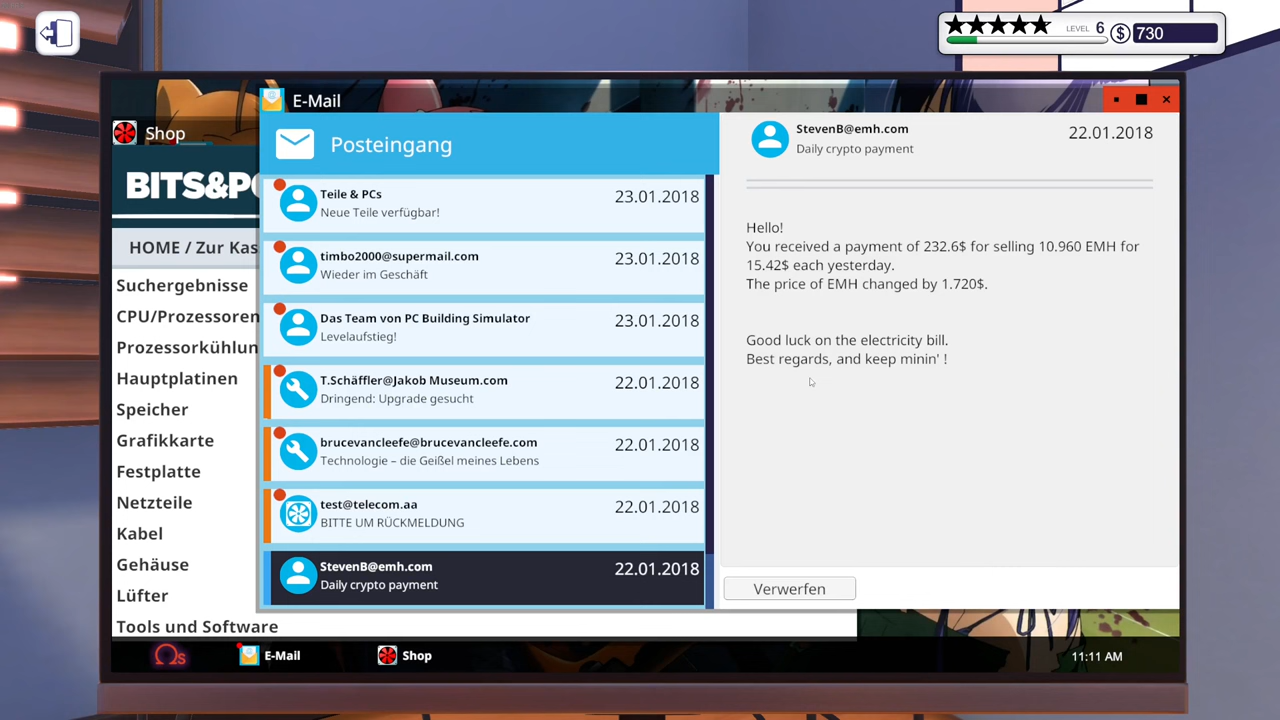 LEVEL 6
$ 730
E-Mail
Shop
BITS&P
HOME / Zur Kas
Suchergebnisse
CPU/Prozessoren
Prozessorkühlun
Hauptplatinen
Speicher
Grafikkarte
Festplatte
Netzteile
Kabel
Gehäuse
Lüfter
Tools und Software
Posteingang
Teile & PCs
23.01.2018
Neue Teile verfügbar!
timbo2000@supermail.com
23.01.2018
Wieder im Geschäft
Das Team von PC Building Simulator
23.01.2018
Levelaufstieg!
T.Schäffler@Jakob Museum.com
22.01.2018
Dringend: Upgrade gesucht
brucevancleefe@brucevancleefe.com
22.01.2018
Technologie – die Geißel meines Lebens
test@telecom.aa
22.01.2018
BITTE UM RÜCKMELDUNG
StevenB@emh.com
22.01.2018
Daily crypto payment
StevenB@emh.com
22.01.2018
Daily crypto payment
Hello!
You received a payment of 232.6$ for selling 10.960 EMH for
15.42$ each yesterday.
The price of EMH changed by 1.720$.
Good luck on the electricity bill.
Best regards, and keep minin' !
Verwerfen
Ωs
E-Mail
Shop
11:11 AM